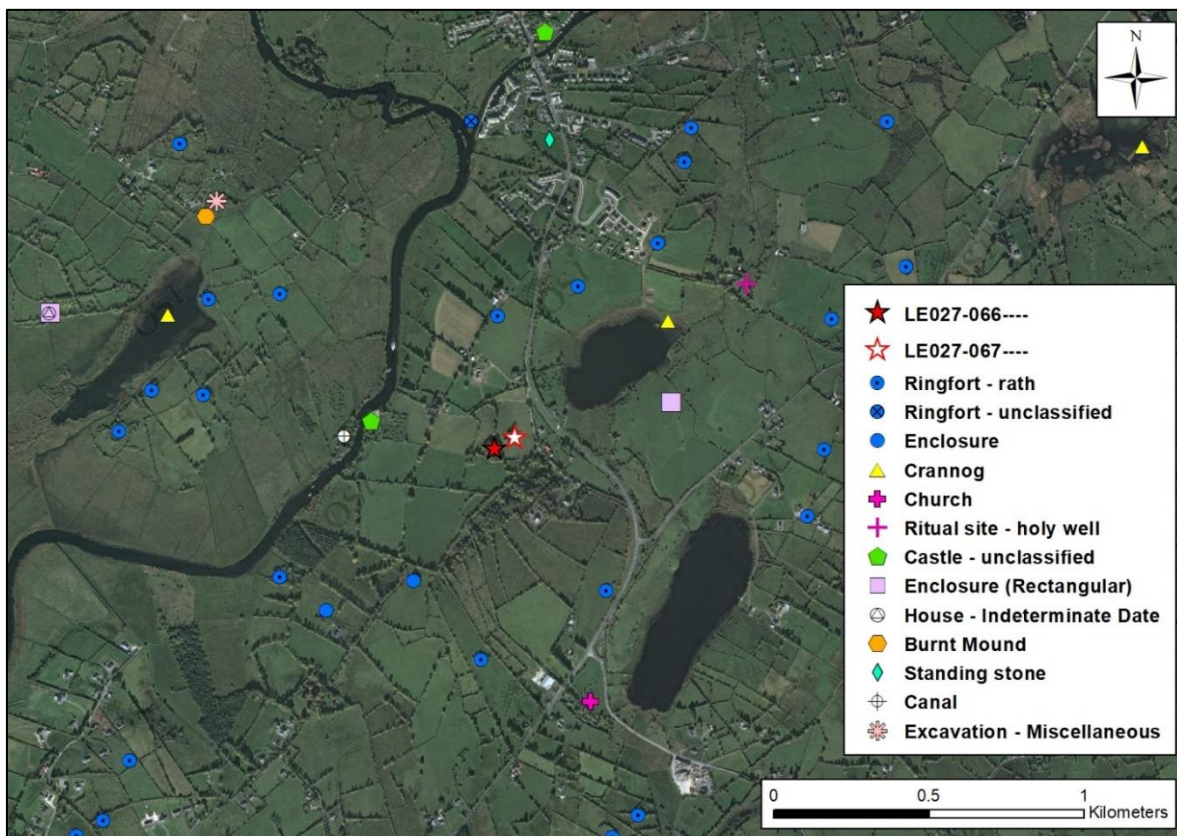 N
LE027-066----
LE027-067----
Ringfort - rath
Ringfort - unclassified
Enclosure
Crannog
Church
Ritual site - holy well
Castle - unclassified
Enclosure (Rectangular)
House - Indeterminate Date
Burnt Mound
Standing stone
Canal
Excavation - Miscellaneous
0 0.5 1
Kilometers